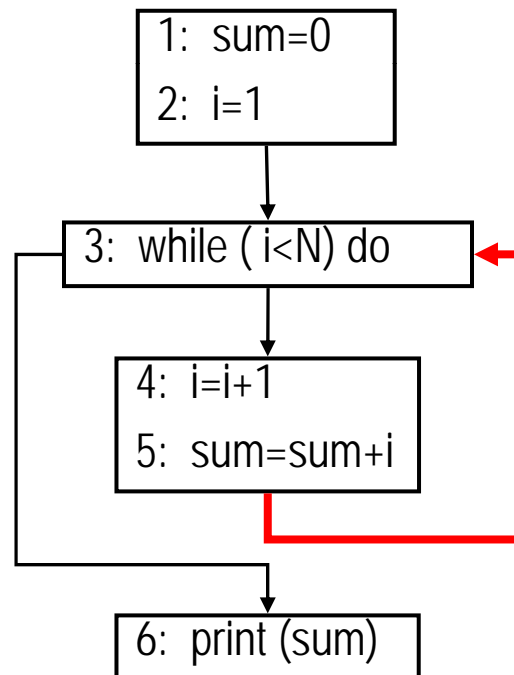 1: sum=0
2: i=1
3: while ( i<N) do
4: i=i+1
5: sum=sum+i
6: print (sum)